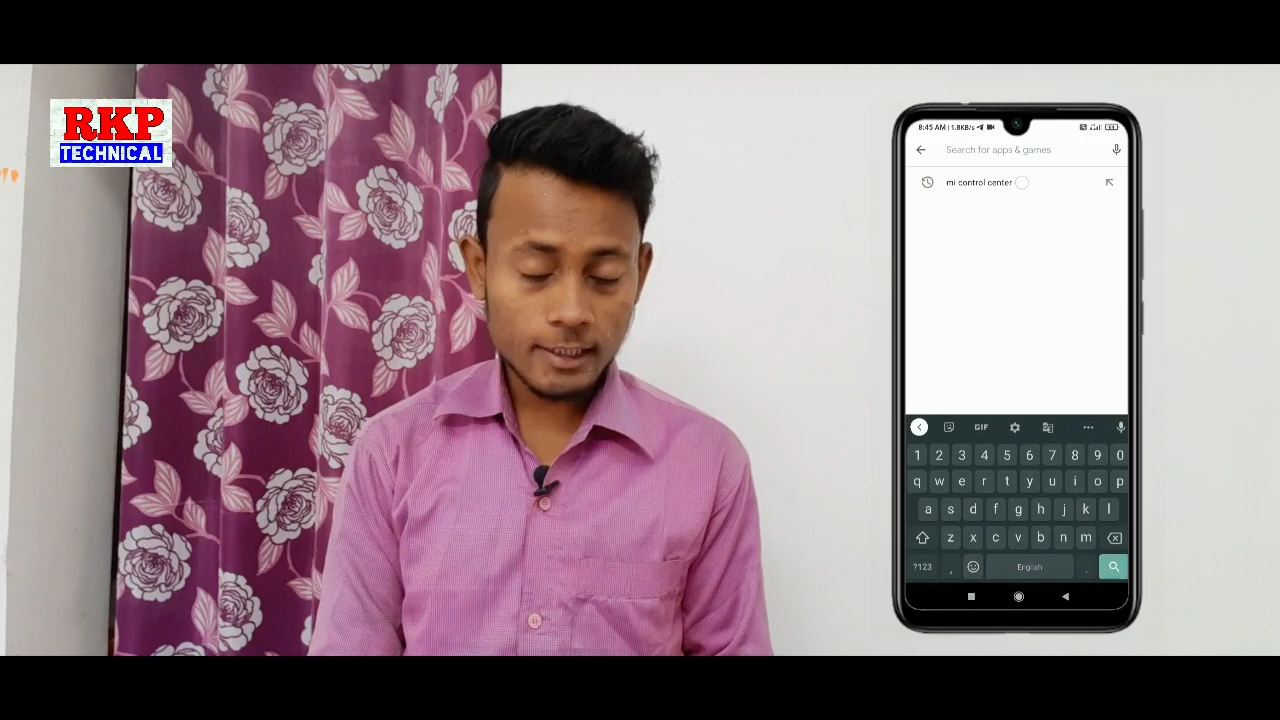 RKP
TECHNICAL
8:45 AM | 1.8KB/s
Search for apps & games
mi control center
GIF
1 2 3 4 5 6 7 8 9 0
q w e r t y u i o p
a s d f g h j k l
z x c v b n m
?123 , English .